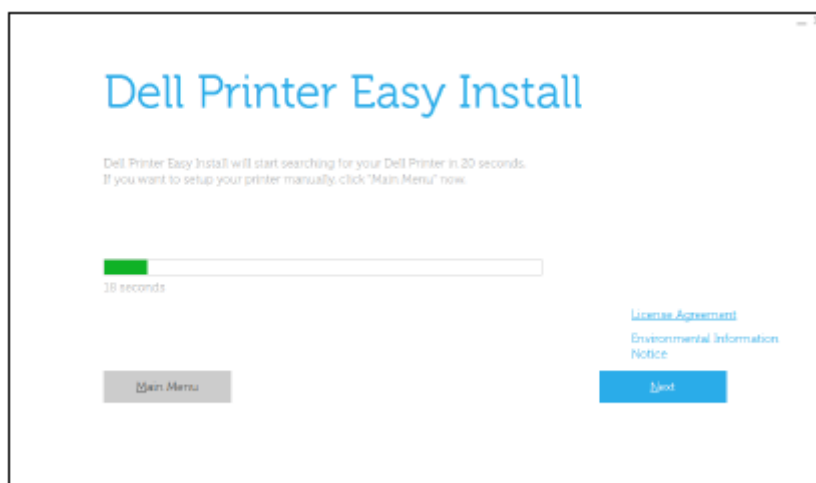 Dell Printer Easy Install
Dell Printer Easy Install will start searching for your Dell Printer in 20 seconds.
If you want to setup your printer manually, click "Main Menu" now.
18 seconds
License Agreement
Environmental Information
Notice
Main Menu
Next